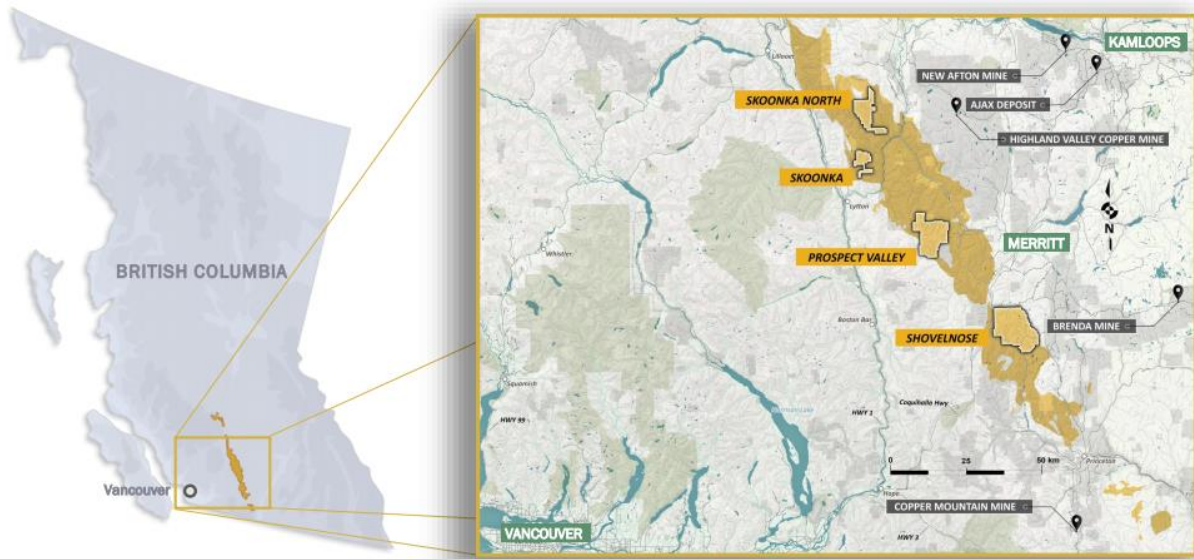 BRITISH COLUMBIA
Vancouver
KAMLOOPS
NEW AFTON MINE
AJAX DEPOSIT
HIGHLAND VALLEY COPPER MINE
Lillooet
SKOONKA NORTH
SKOONKA
Lytton
PROSPECT VALLEY
MERRITT
N
Whistler
BRENDA MINE
Boston Bar
SHOVELNOSE
Squamish
HWY 99
HWY 1
Coquihalla Hwy
0 25 50 km
Princeton
Hope
COPPER MOUNTAIN MINE
VANCOUVER
HWY 3